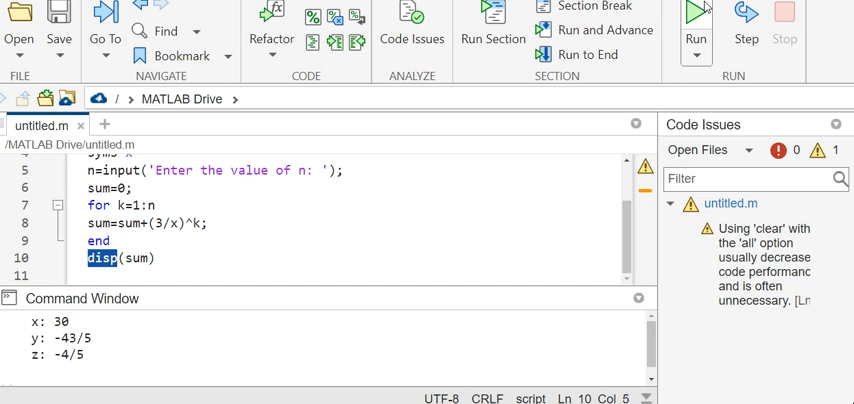 Open
Save
Go To
Find
Bookmark
Refactor
Code Issues
Run Section
Section Break
Run and Advance
Run to End
Run
Step
Stop
FILE
NAVIGATE
CODE
ANALYZE
SECTION
RUN
/ > MATLAB Drive >
untitled.m × +
/MATLAB Drive/untitled.m
5 n=input('Enter the value of n: ');
6 sum=0;
7 for k=1:n
8 sum=sum+(3/x)^k;
9 end
10 disp(sum)
11
Command Window
x: 30
y: -43/5
z: -4/5
Code Issues
Open Files 0 1
Filter
untitled.m
Using 'clear' with
the 'all' option
usually decrease
code performanc
and is often
unnecessary. [Ln
UTF-8 CRLF script Ln 10 Col 5